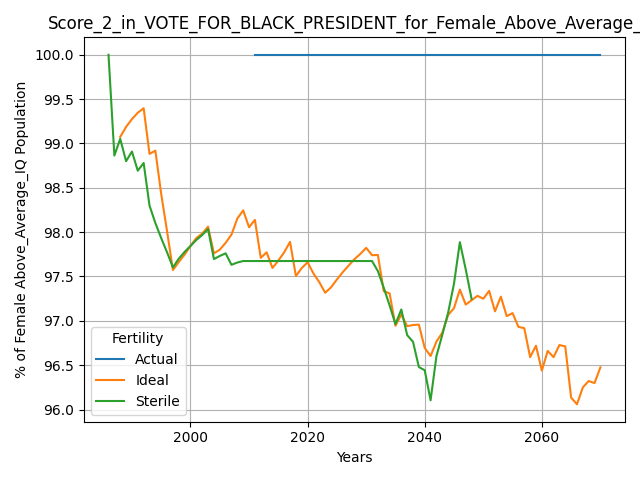 Score_2_in_VOTE_FOR_BLACK_PRESIDENT_for_Female_Above_Average_
% of Female Above_Average_IQ Population
100.0
99.5
99.0
98.5
98.0
97.5
97.0
96.5
96.0
Fertility
Actual
Ideal
Sterile
2000 2020 2040 2060
Years